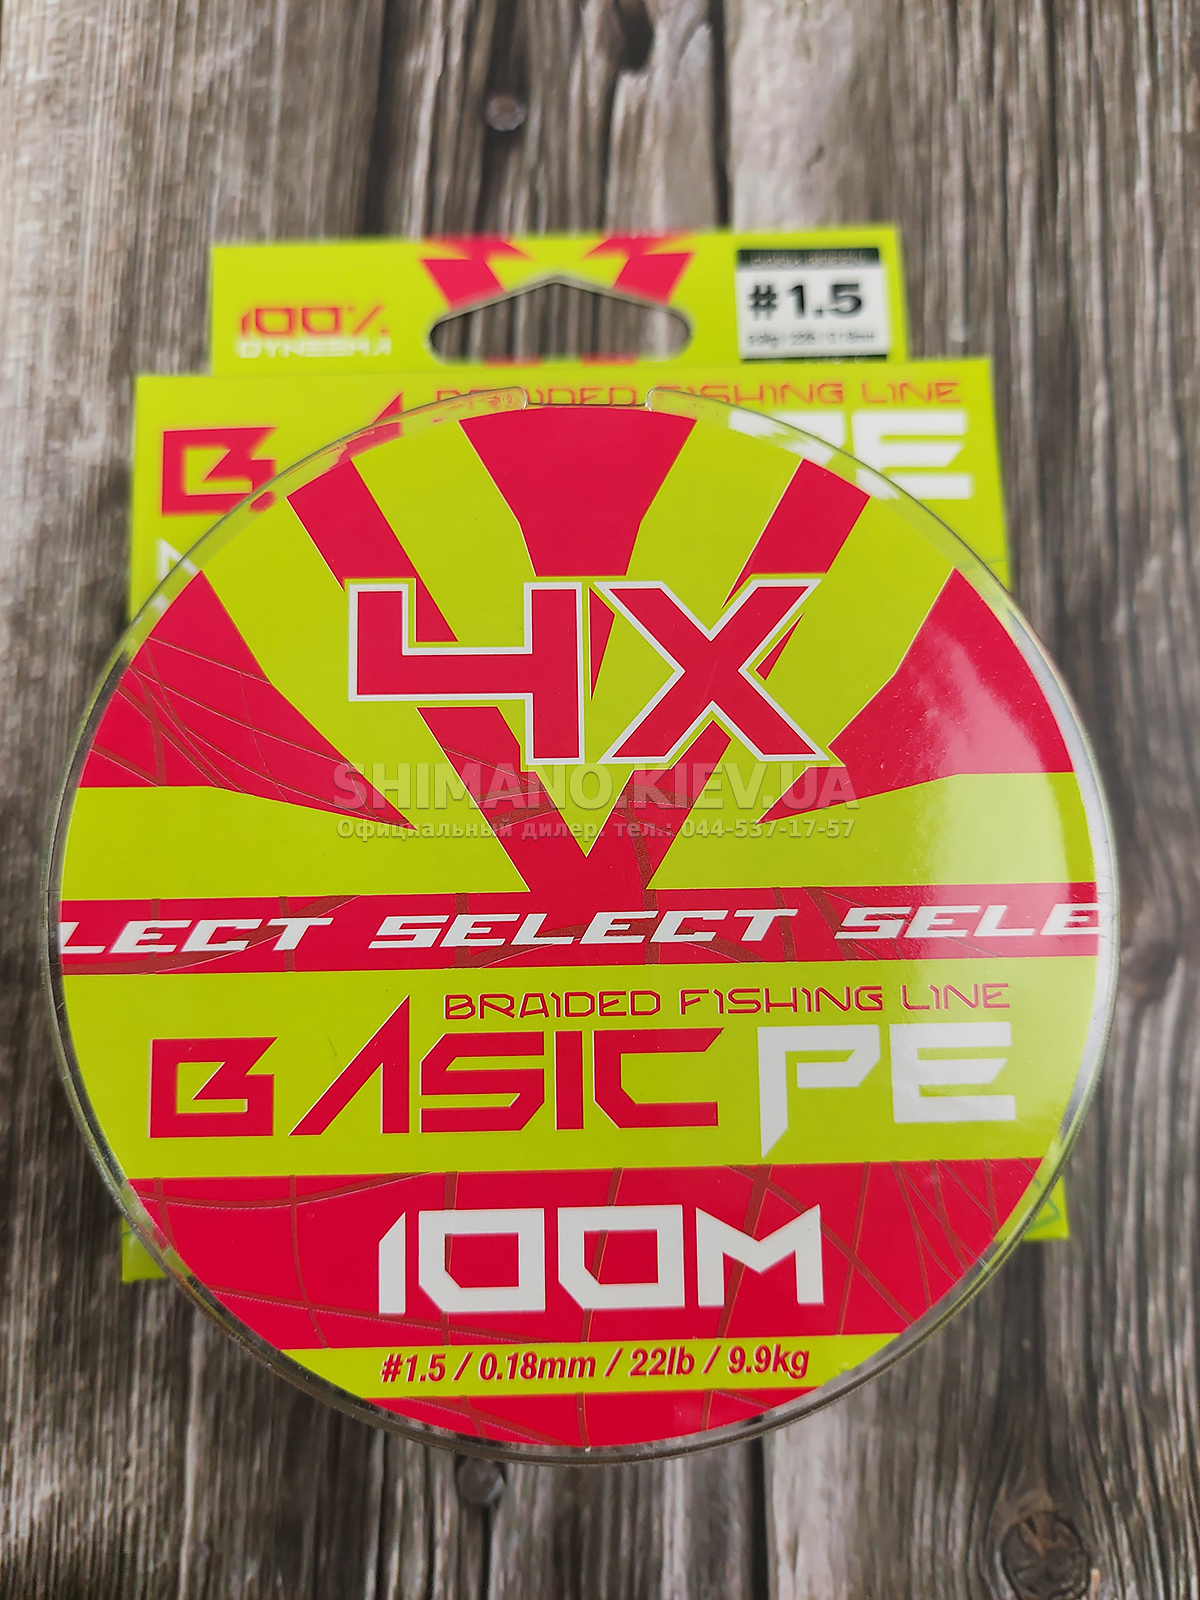 100%
DYNEEMA
#1.5
BRAIDED FISHING LINE
PE
4X
SHIMANO.KIEV.UA
Официальный дилер. тел.: 044-537-17-57
LECT SELECT SELE
BRAIDED FISHING LINE
BASIC PE
100M
#1.5 / 0.18mm / 22lb / 9.9kg